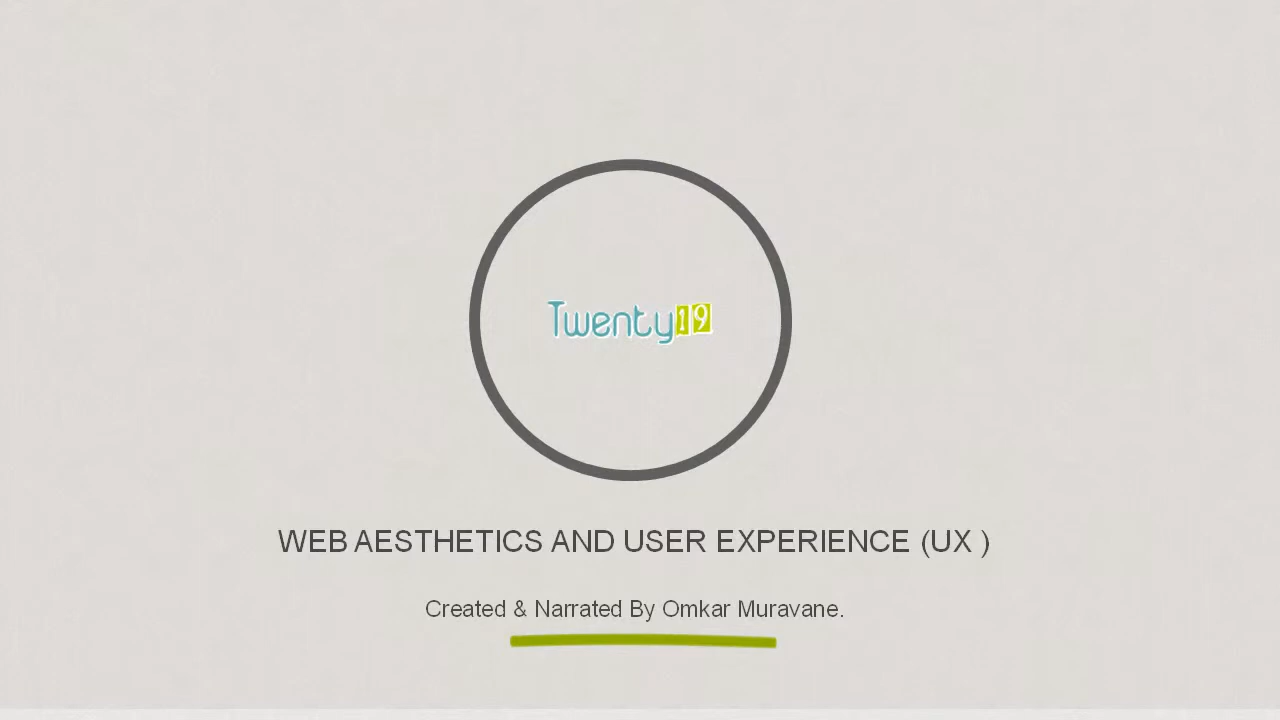 Twenty19
WEB AESTHETICS AND USER EXPERIENCE (UX )
Created & Narrated By Omkar Muravane.